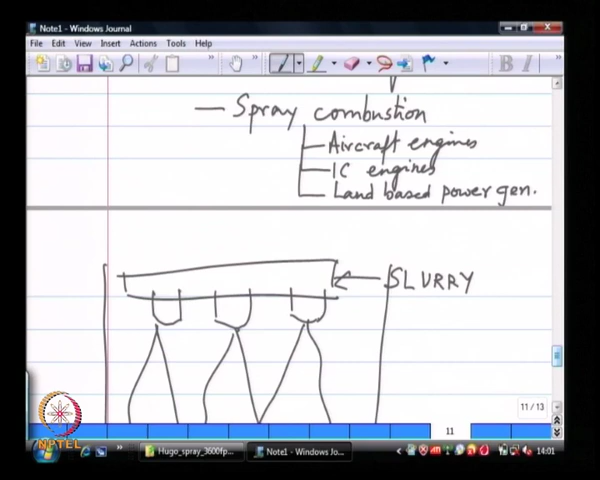 Note1 - Windows Journal
File Edit View Insert Actions Tools Help
B I
— Spray combustion
Aircraft engines
IC engines
Land based power gen.
SLURRY
11 / 13
11
NPTEL
Hugo_spray_3600fp...
Note1 - Windows Jo...
14:01